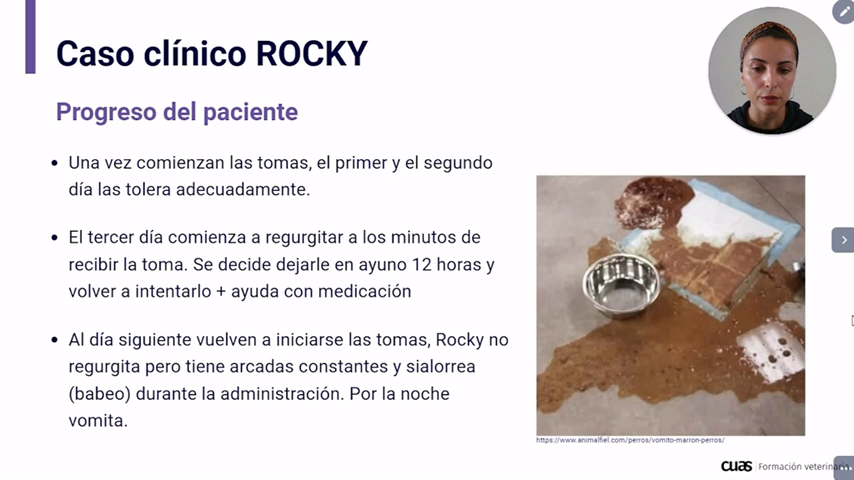 Caso clínico ROCKY
Progreso del paciente
Una vez comienzan las tomas, el primer y el segundo
día las tolera adecuadamente.
El tercer día comienza a regurgitar a los minutos de
recibir la toma. Se decide dejarle en ayuno 12 horas y
volver a intentarlo + ayuda con medicación
Al día siguiente vuelven a iniciarse las tomas, Rocky no
regurgita pero tiene arcadas constantes y sialorrea
(babeo) durante la administración. Por la noche
vomita.
https://www.animalfiel.com/perros/vomito-marron-perros/
cuas Formación veterinaria